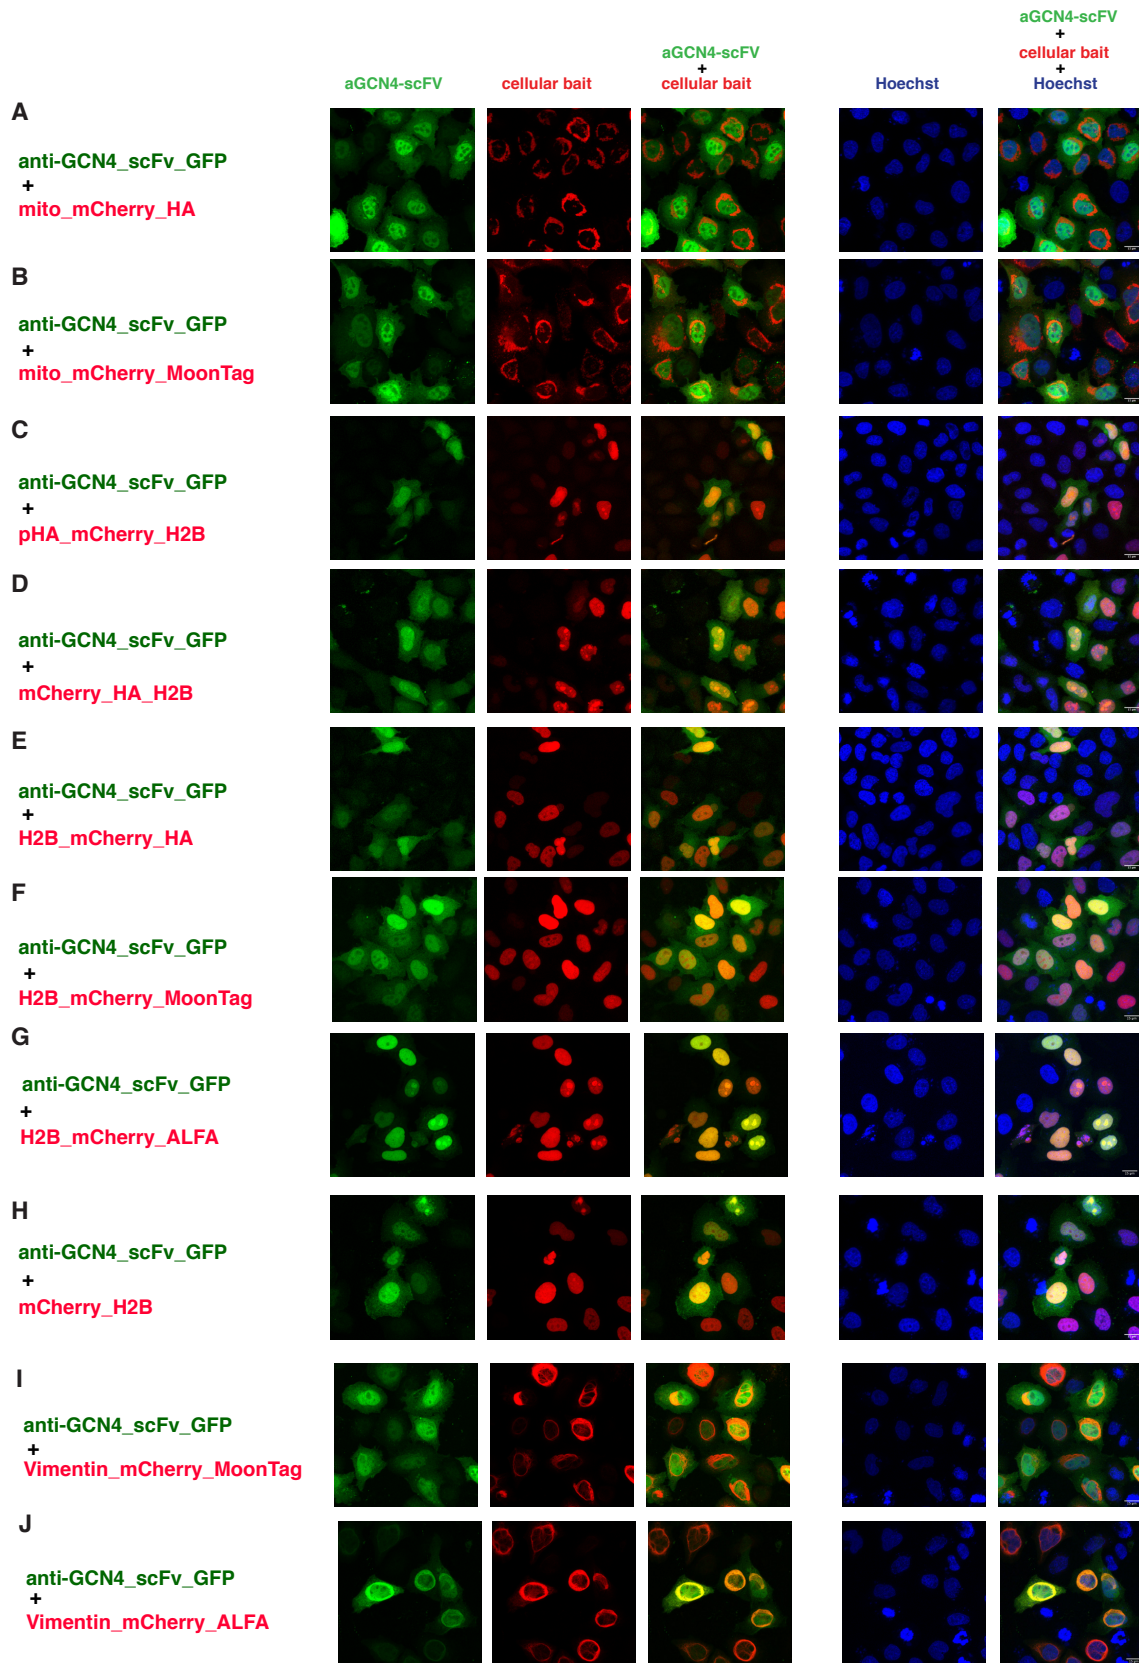 aGCN4-scFV
+
cellular bait
+
Hoechst
aGCN4-scFV
+
cellular bait
aGCN4-scFV
cellular bait
Hoechst
A
anti-GCN4_scFv_GFP
+
mito_mCherry_HA
B
anti-GCN4_scFv_GFP
+
mito_mCherry_MoonTag
C
anti-GCN4_scFv_GFP
+
pHA_mCherry_H2B
D
anti-GCN4_scFv_GFP
+
mCherry_HA_H2B
E
anti-GCN4_scFv_GFP
+
H2B_mCherry_HA
F
anti-GCN4_scFv_GFP
+
H2B_mCherry_MoonTag
G
anti-GCN4_scFv_GFP
+
H2B_mCherry_ALFA
H
anti-GCN4_scFv_GFP
+
mCherry_H2B
I
anti-GCN4_scFv_GFP
+
Vimentin_mCherry_MoonTag
J
anti-GCN4_scFv_GFP
+
Vimentin_mCherry_ALFA